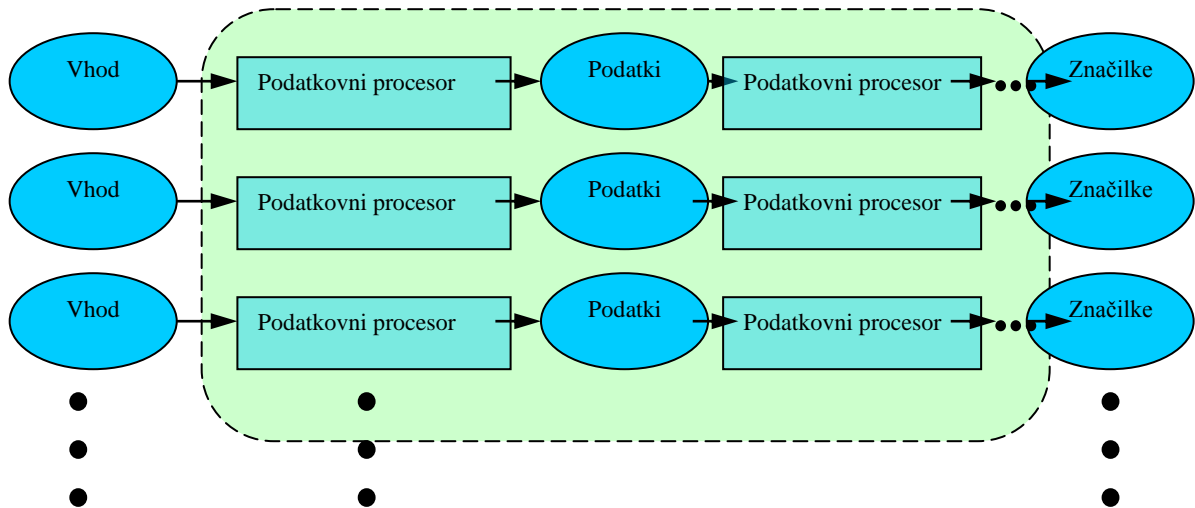 Vhod
Podatkovni procesor
Podatki
Podatkovni procesor
Značilke
Vhod
Podatkovni procesor
Podatki
Podatkovni procesor
Značilke
Vhod
Podatkovni procesor
Podatki
Podatkovni procesor
Značilke